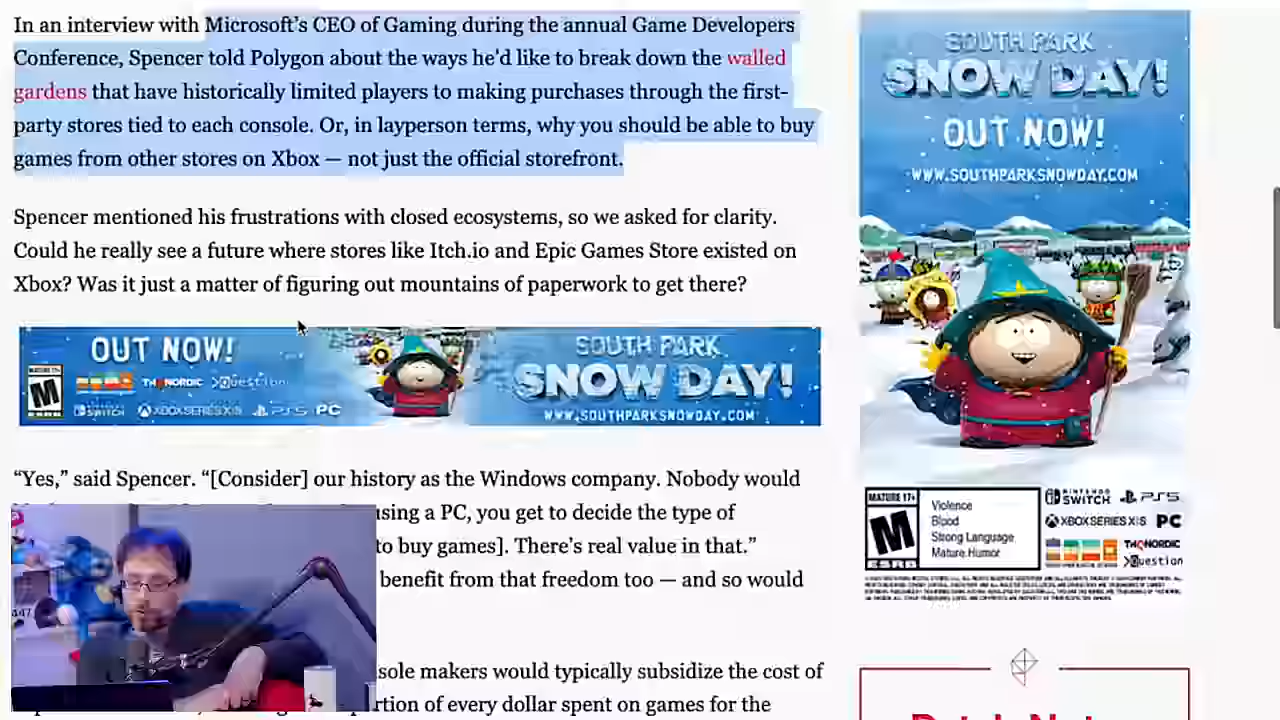 In an interview with Microsoft’s CEO of Gaming during the annual Game Developers
Conference, Spencer told Polygon about the ways he’d like to break down the walled
gardens that have historically limited players to making purchases through the first-
party stores tied to each console. Or, in layperson terms, why you should be able to buy
games from other stores on Xbox — not just the official storefront.
Spencer mentioned his frustrations with closed ecosystems, so we asked for clarity.
Could he really see a future where stores like Itch.io and Epic Games Store existed on
Xbox? Was it just a matter of figuring out mountains of paperwork to get there?
OUT NOW!
SOUTH PARK
SNOW DAY!
MATURE 17+
M
ESRB
THQNORDIC
Question
SWITCH
XBOX SERIES X|S
PS5
PC
WWW.SOUTHPARKSNOWDAY.COM
“Yes,” said Spencer. “[Consider] our history as the Windows company. Nobody would
using a PC, you get to decide the type of
to buy games]. There’s real value in that.”
benefit from that freedom too — and so would
sole makers would typically subsidize the cost of
of every dollar spent on games for the
SOUTH PARK
SNOW DAY!
OUT NOW!
WWW.SOUTHPARKSNOWDAY.COM
MATURE 17+
M
ESRB
Violence
Blood
Strong Language
Mature Humor
NINTENDO
SWITCH
PS5
XBOX SERIES X|S
PC
THQNORDIC
Question